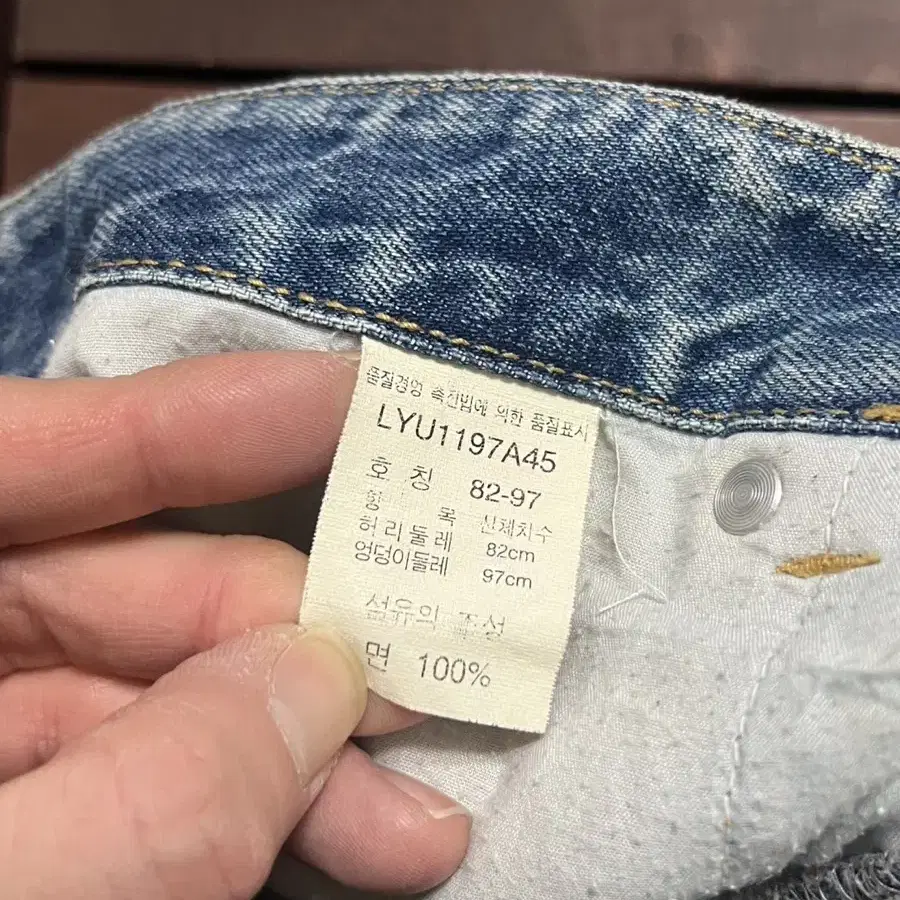 품질경영 촉진법에 의한 품질표시
LYU1197A45
호 칭 82-97
항 목 신체치수
허리둘레 82cm
엉덩이둘레 97cm
섬유의 조성
면 100%